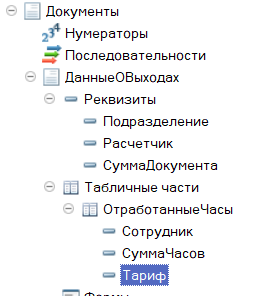 Документы
Нумераторы
Последовательности
ДанныеОВыходах
Реквизиты
Подразделение
Расчетчик
СуммаДокумента
Табличные части
ОтработанныеЧасы
Сотрудник
СуммаЧасов
Тариф